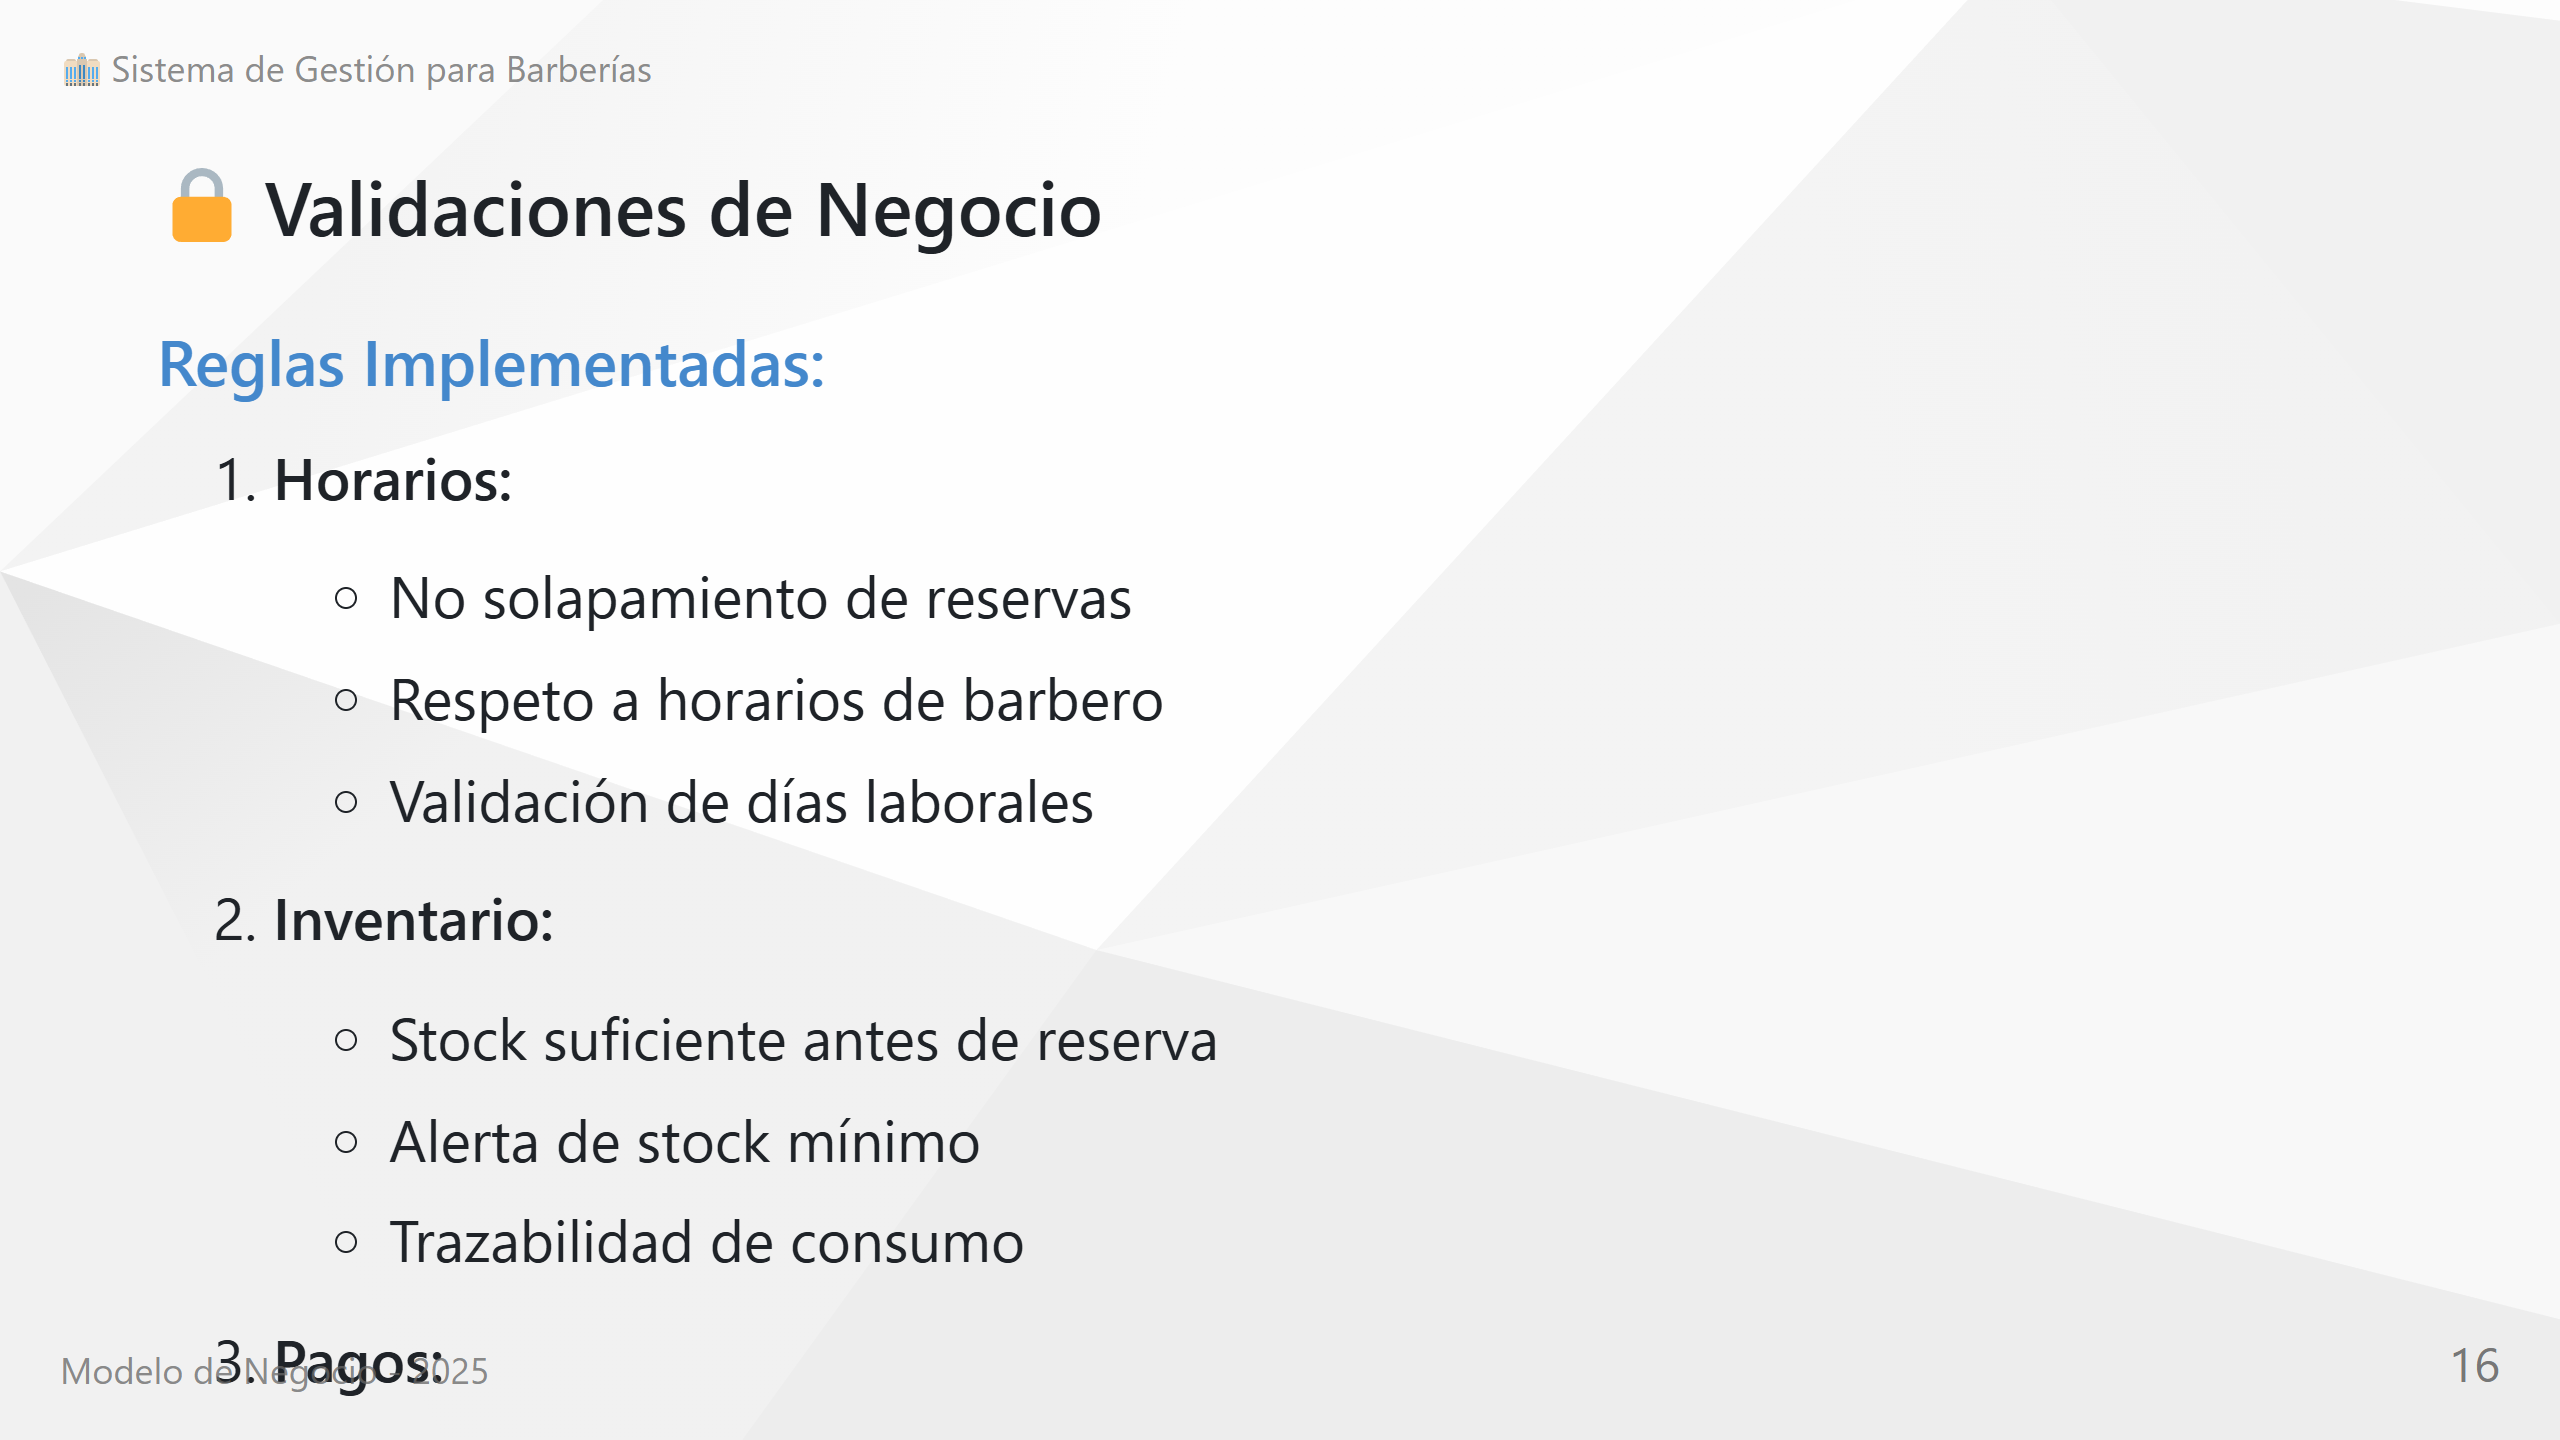 Sistema de Gestión para Barberías
🔒 Validaciones de Negocio
Reglas Implementadas:
1. Horarios:
○ No solapamiento de reservas
○ Respeto a horarios de barbero
○ Validación de días laborales
2. Inventario:
○ Stock suficiente antes de reserva
○ Alerta de stock mínimo
○ Trazabilidad de consumo
3. Pagos:
Modelo de Negocio - 2025
16